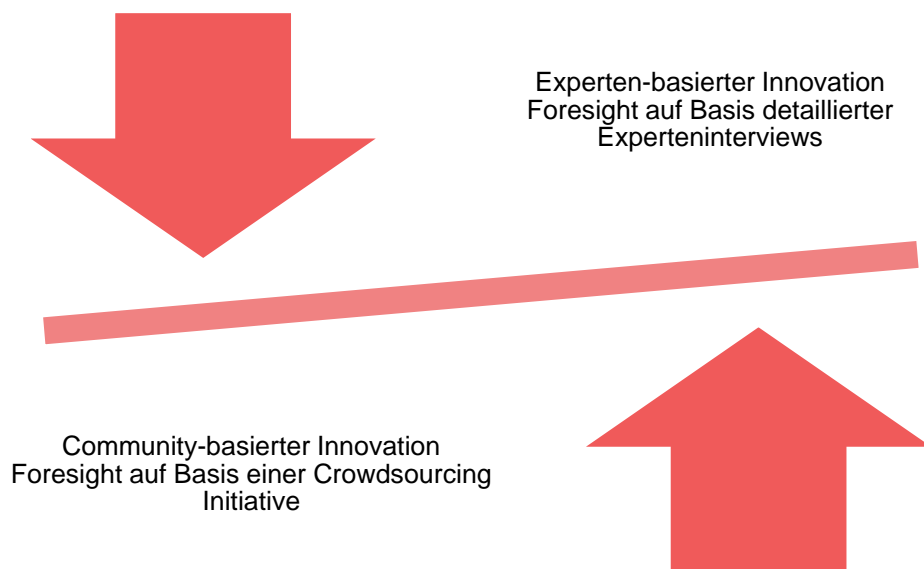 Experten-basierter Innovation
Foresight auf Basis detaillierter
Experteninterviews
Community-basierter Innovation
Foresight auf Basis einer Crowdsourcing
Initiative